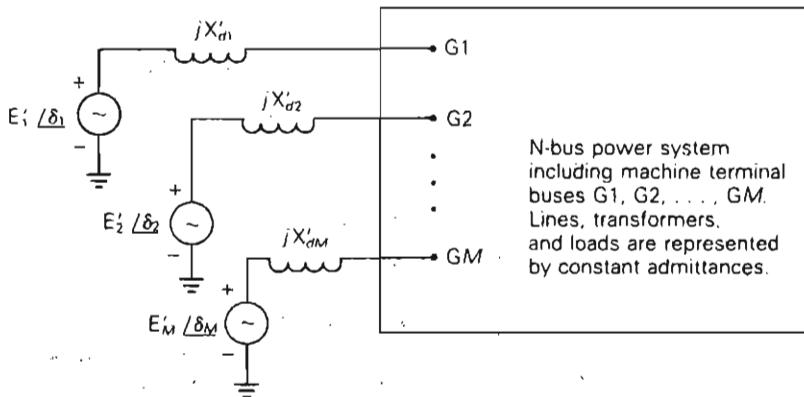 jX′d1
G1
+
E′1 /δ1
~
−
jX′d2
G2
+
E′2 /δ2
~
−
jX′dM
GM
+
E′M /δM
~
−
N-bus power system
including machine terminal
buses G1, G2, . . . , GM.
Lines, transformers,
and loads are represented
by constant admittances.